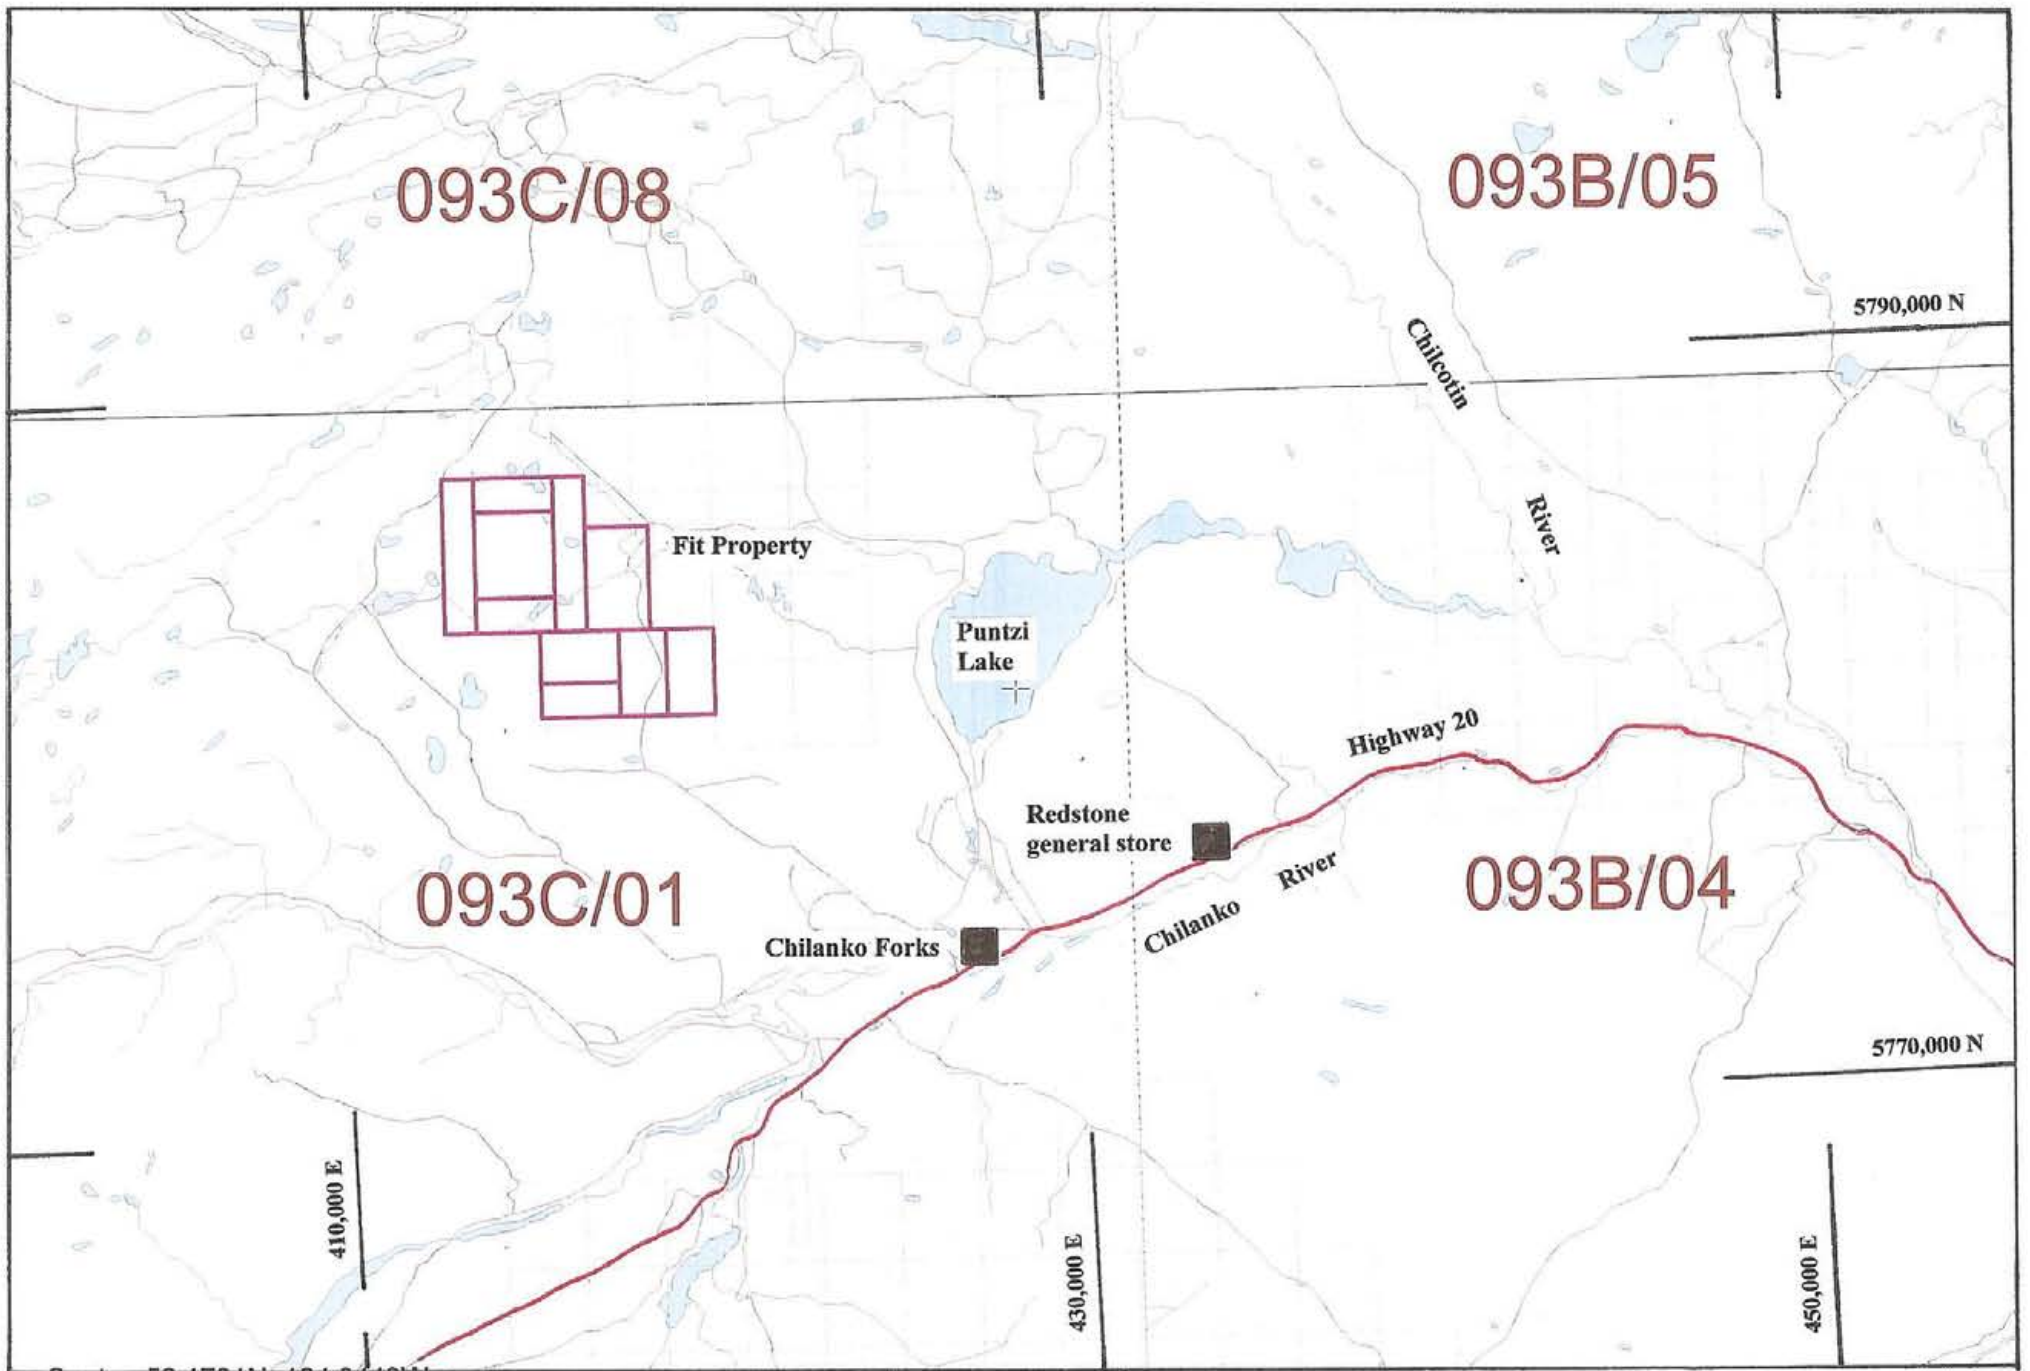 093C/08
093B/05
5790,000 N
Chilcotin
River
Fit Property
Puntzi
Lake
Highway 20
Redstone
general store
093C/01
093B/04
River
Chilanko
Chilanko Forks
5770,000 N
410,000 E
430,000 E
450,000 E